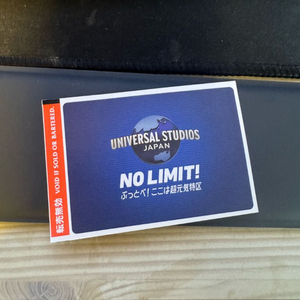 UNIVERSAL STUDIOS
JAPAN
NO LIMIT!
ぶっとべ!ここは超元気特区
転売無効 VOID IF SOLD OR BARTERED.